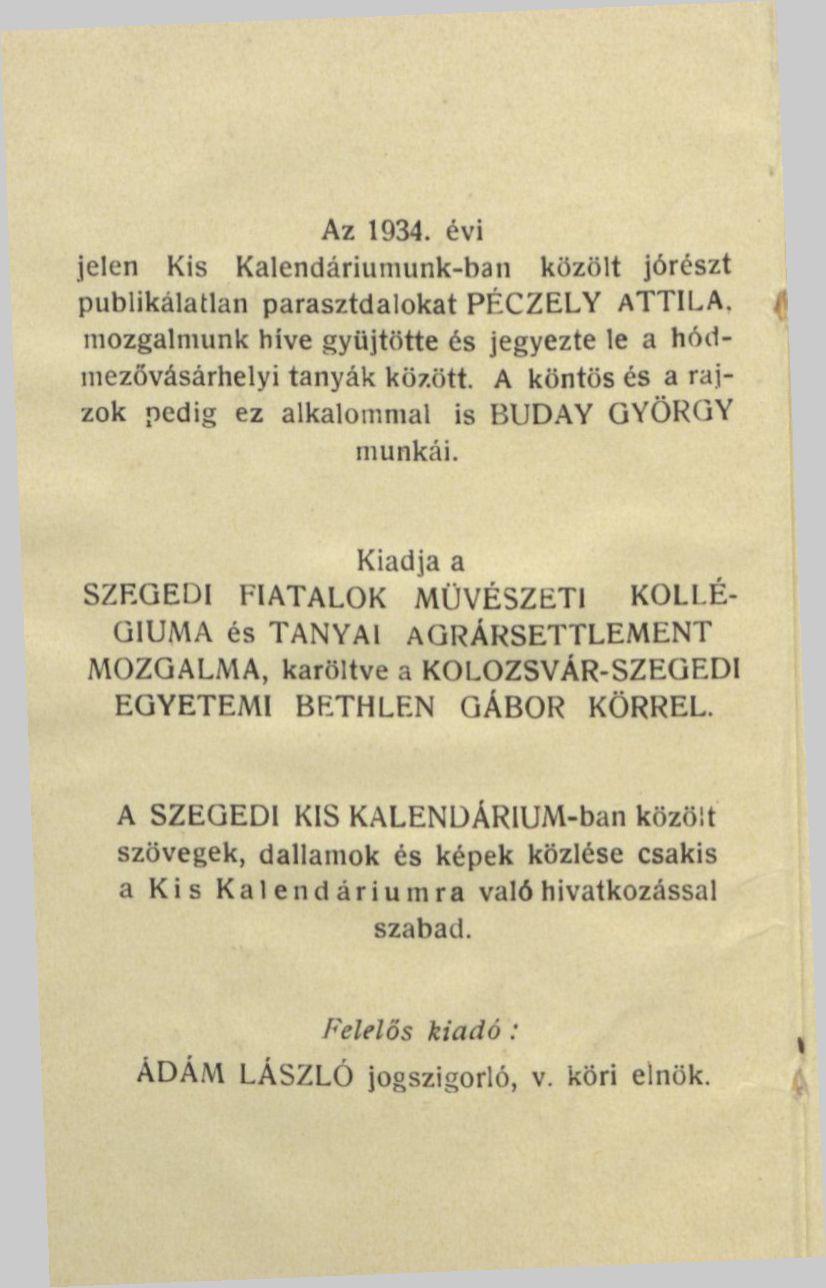 Az 1934. évi
jelen Kis Kalendáriumunk-ban közölt jórészt
publikálatlan parasztdalokat PÉCZELY ATTILA,
mozgalmunk híve gyüjtötte és jegyezte le a hód-
mezővásárhelyi tanyák között. A köntös és a raj-
zok pedig ez alkalommal is BUDAY GYÖRGY
munkái.
Kiadja a
SZEGEDI FIATALOK MÜVÉSZETI KOLLÉ-
GIUMA és TANYAI AGRÁRSETTLEMENT
MOZGALMA, karöltve a KOLOZSVÁR-SZEGEDI
EGYETEMI BETHLEN GÁBOR KÖRREL.
A SZEGEDI KIS KALENDÁRIUM-ban közölt
szövegek, dallamok és képek közlése csakis
a Kis Kalendáriumra való hivatkozással
szabad.
Felelős kiadó :
ÁDÁM LÁSZLÓ jogszigorló, v. köri elnök.